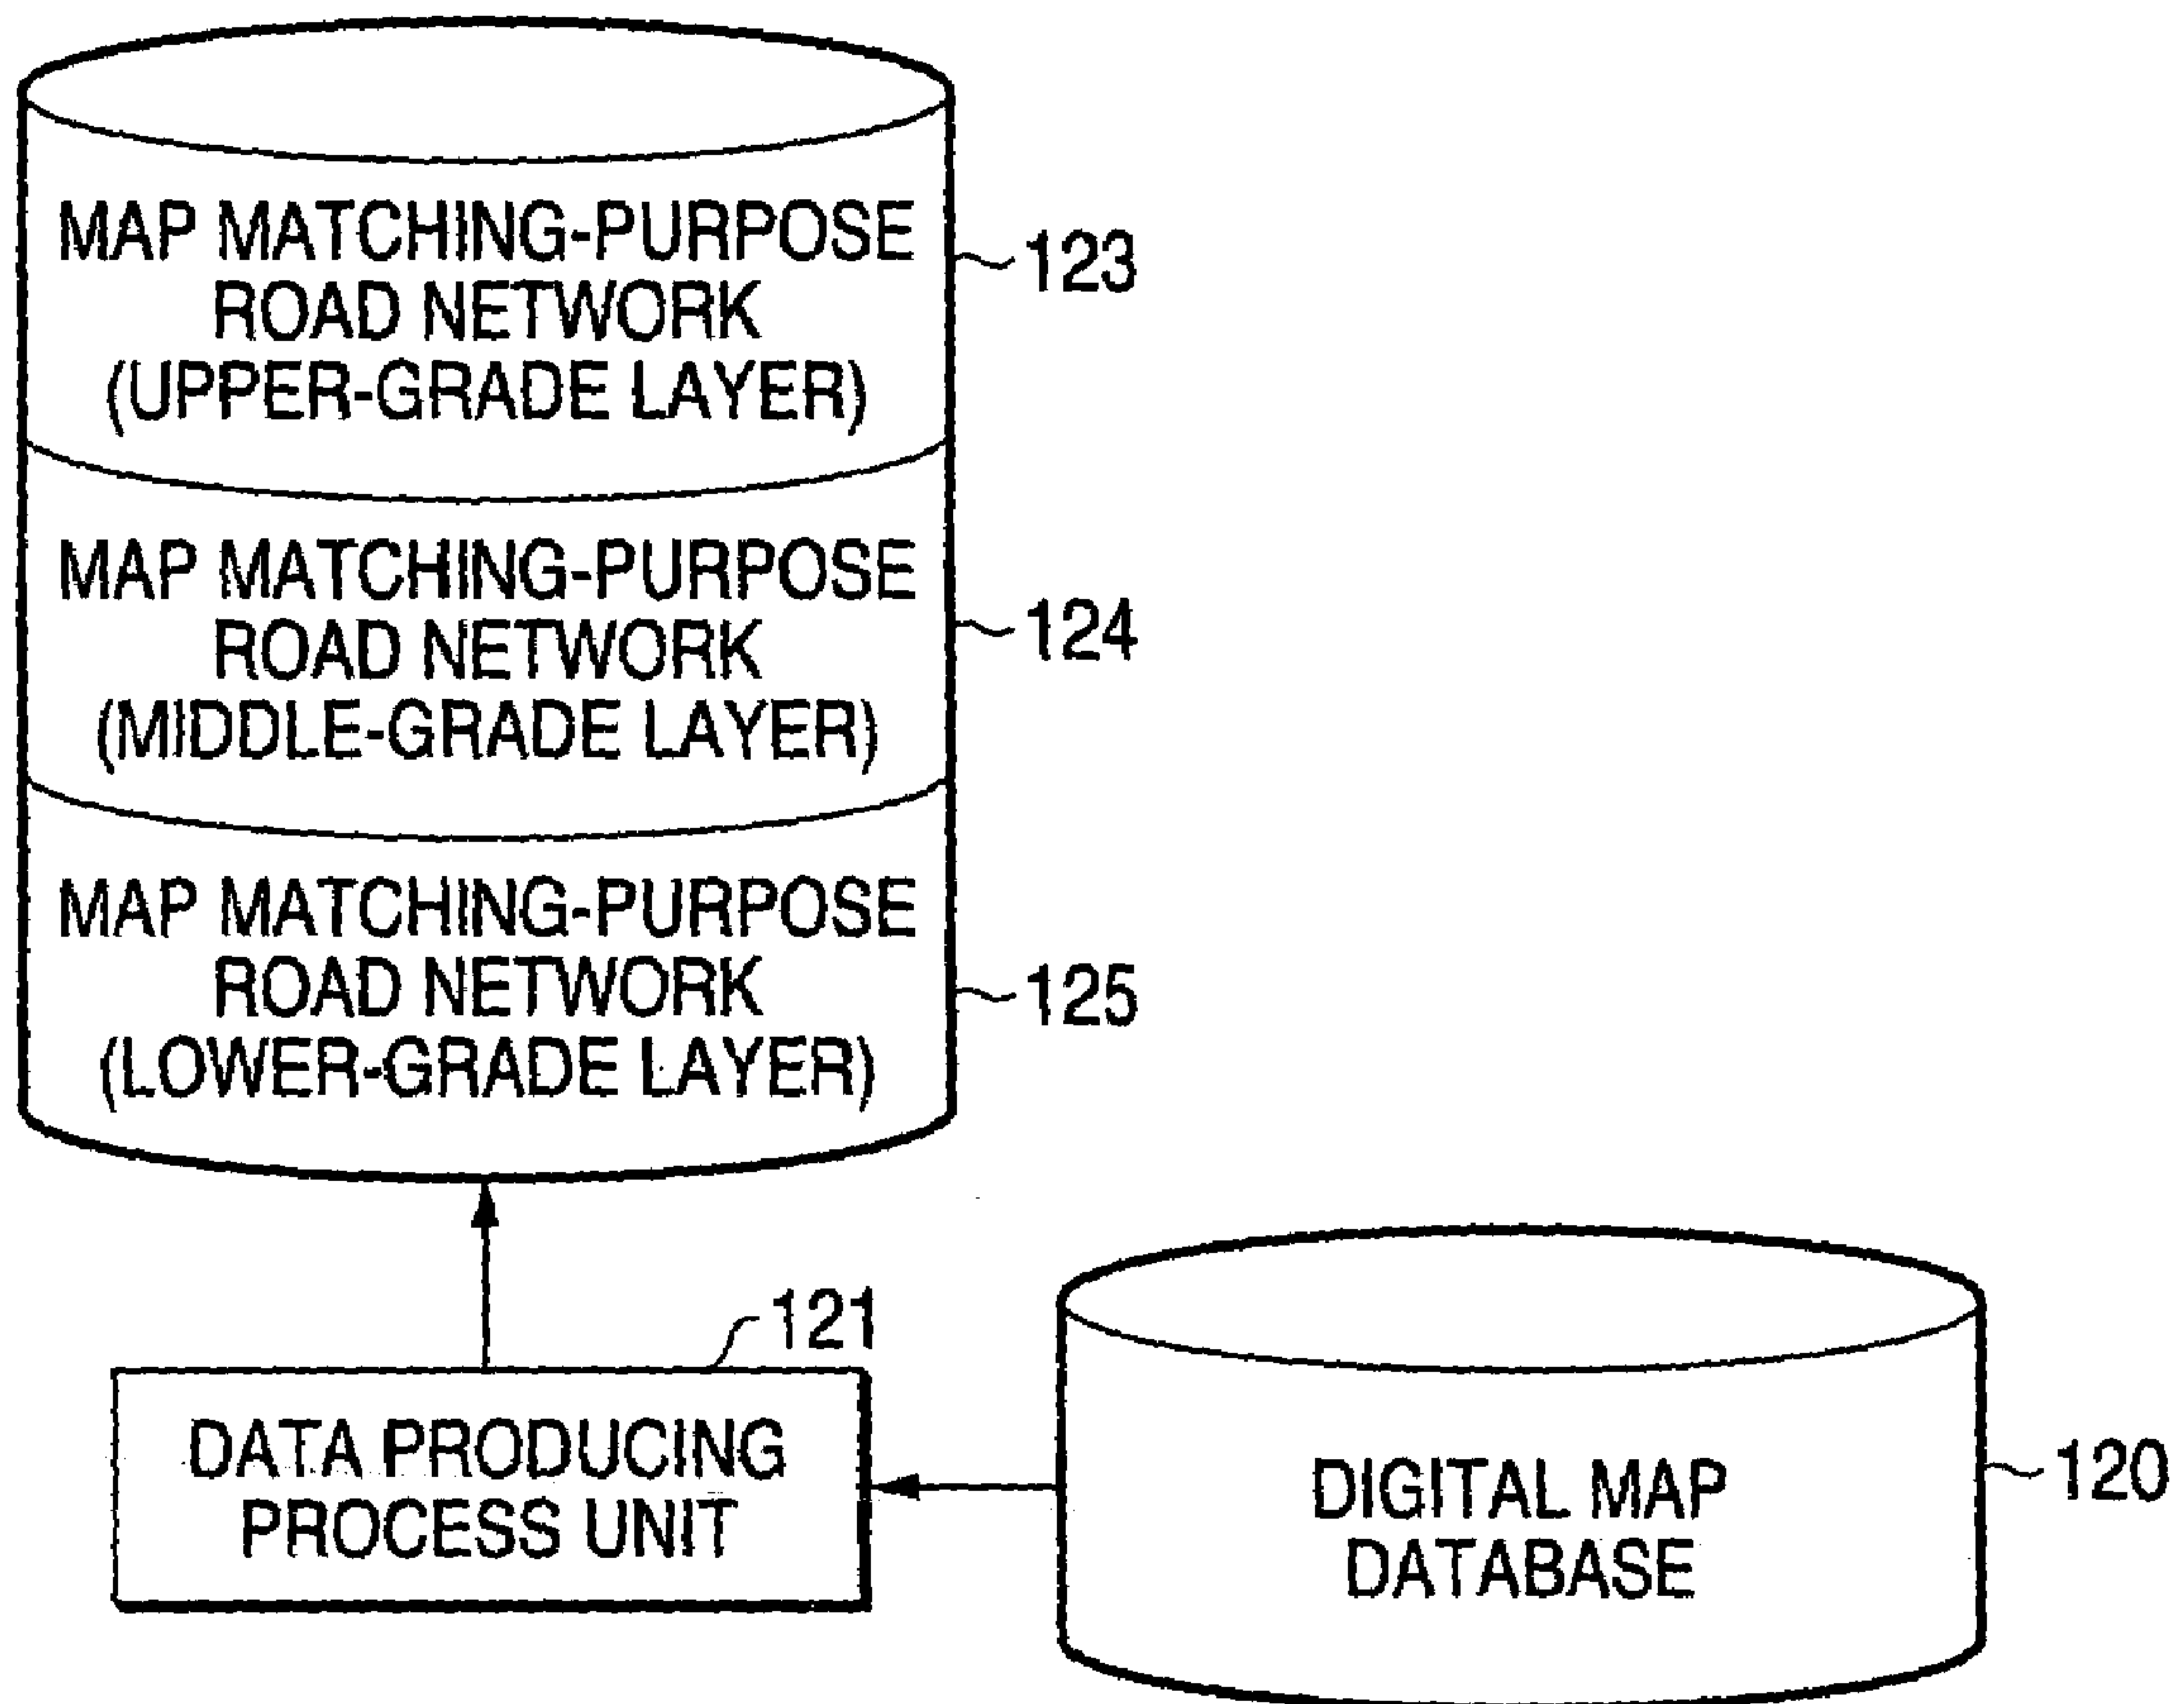 MAP MATCHING-PURPOSE
ROAD NETWORK
(UPPER-GRADE LAYER)
123
MAP MATCHING-PURPOSE
ROAD NETWORK
(MIDDLE-GRADE LAYER)
124
MAP MATCHING-PURPOSE
ROAD NETWORK
(LOWER-GRADE LAYER)
125
121
DATA PRODUCING
PROCESS UNIT
DIGITAL MAP
DATABASE
120